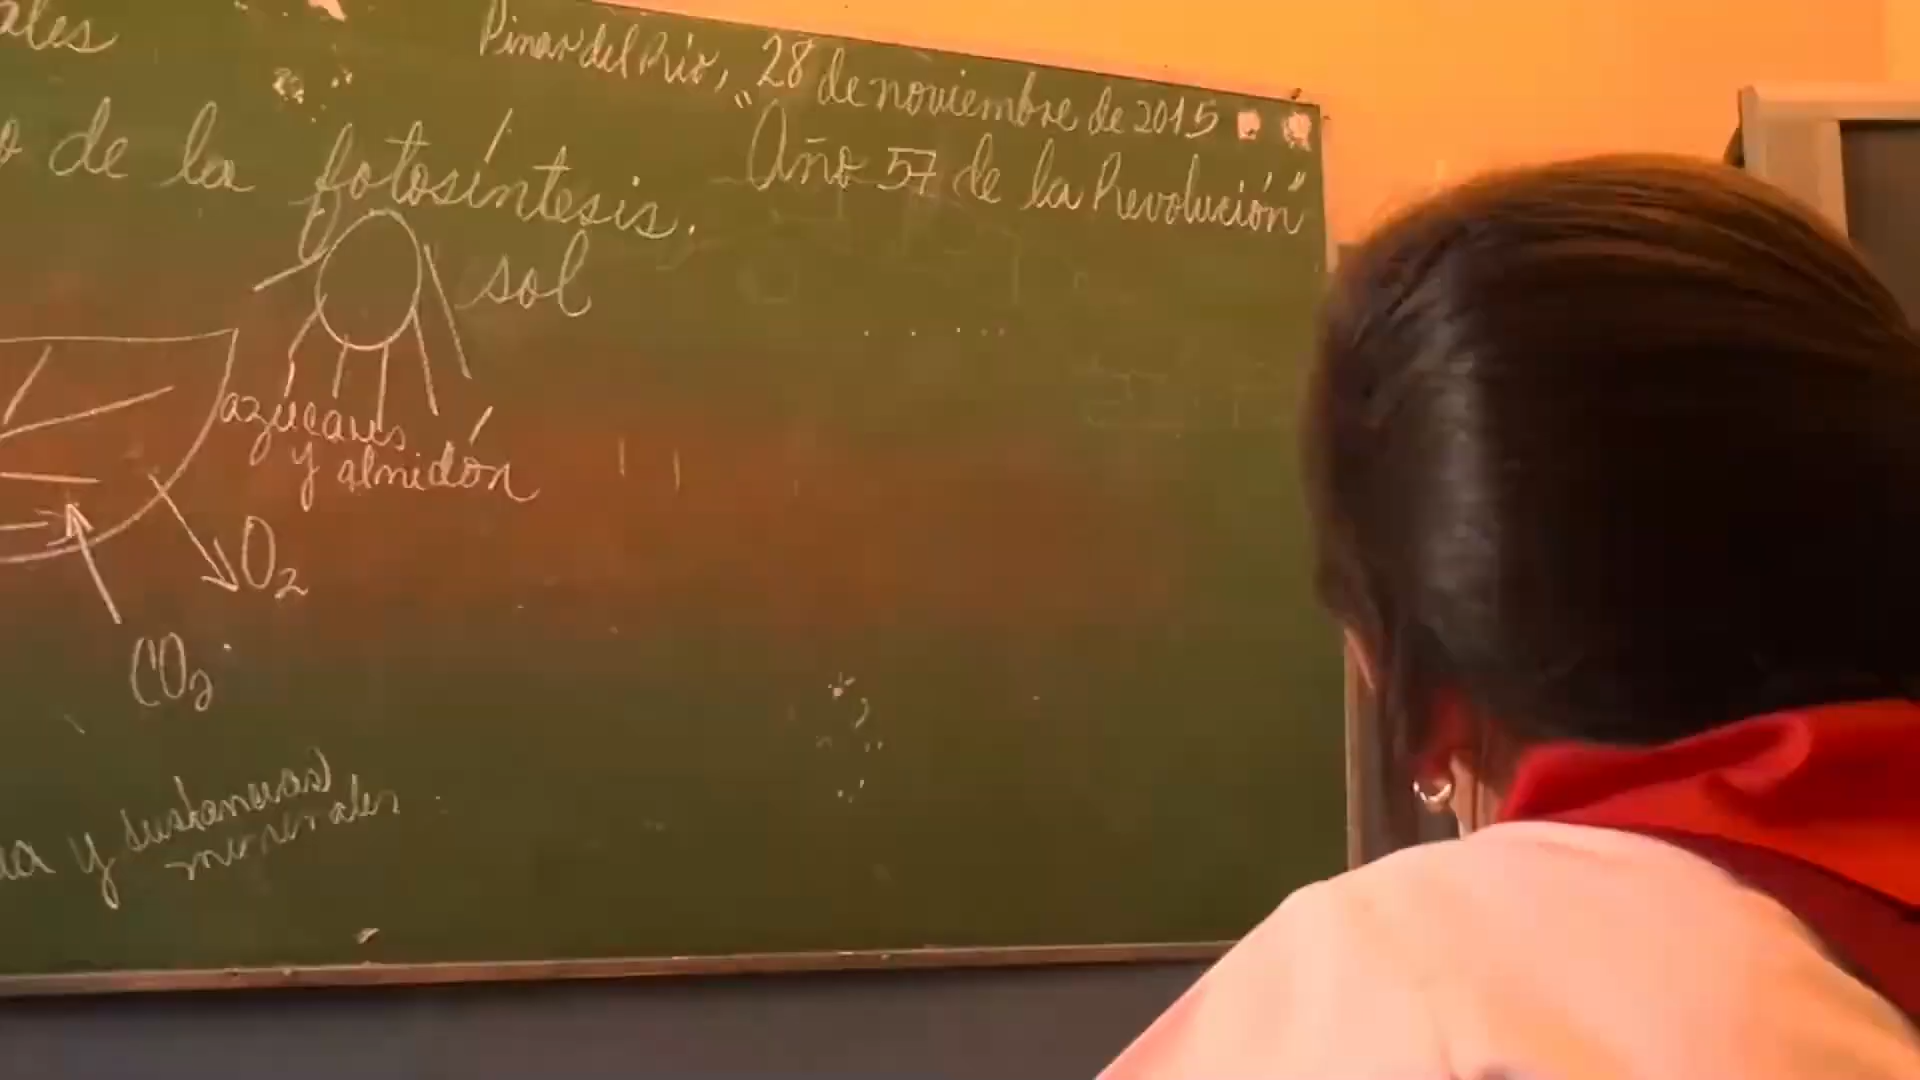 ales
Pinar del Río, 28 de noviembre de 2015
"Año 57 de la Revolución"
o de la fotosíntesis.
sol
azúcares
y almidón
O₂
CO₂
y sustancias
minerales